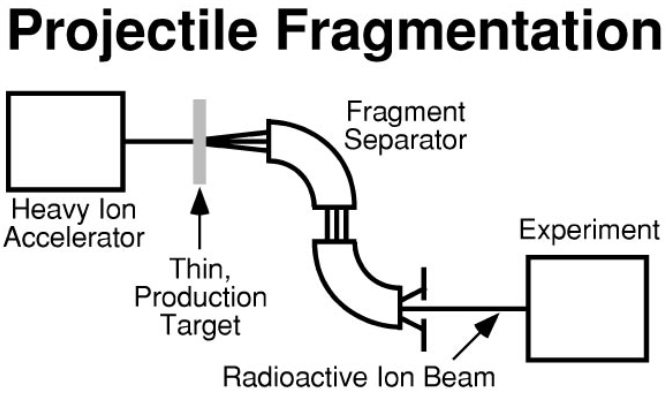 Projectile Fragmentation
Fragment
Separator
Heavy Ion
Accelerator
Thin,
Production
Target
Experiment
Radioactive Ion Beam